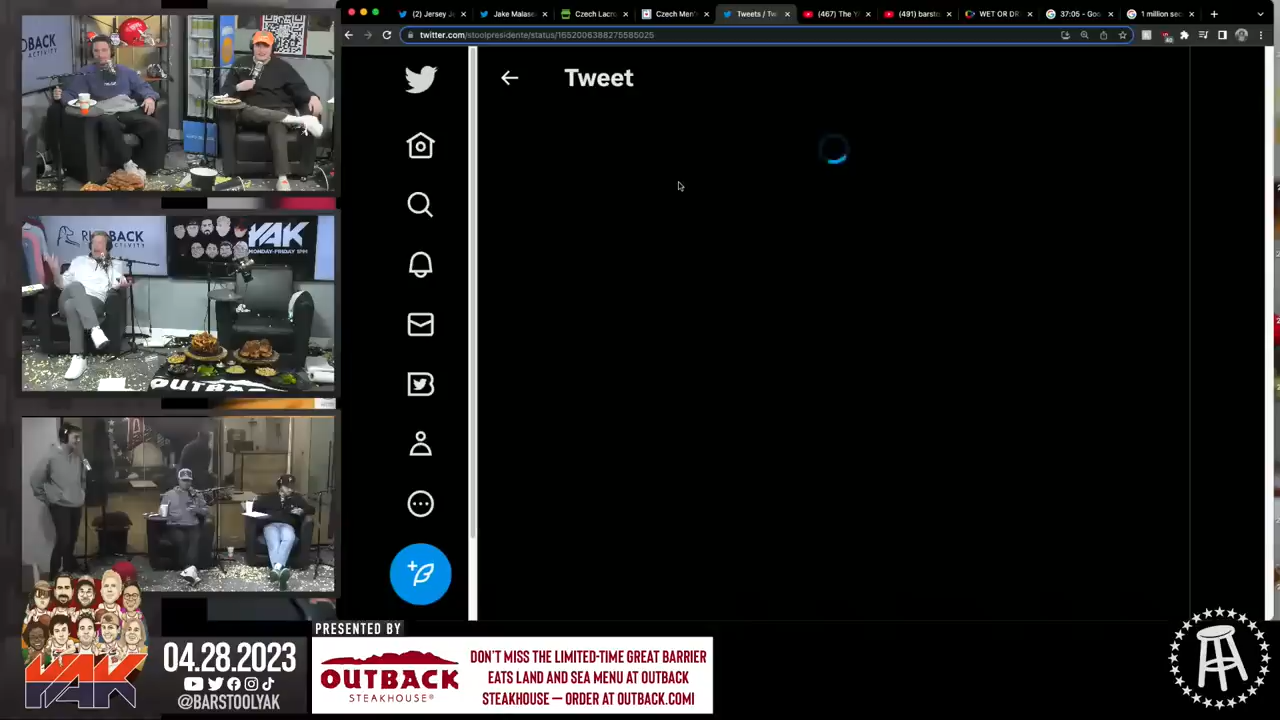 (2) Jersey J
Jake Malase
Czech Lacro
Czech Men'
Tweets / Tw
(467) The Y
(491) barst
WET OR DR
37:05 - Goo
1 million sec
twitter.com/stoolpresidente/status/1652006388275585025
Tweet
YAK
MONDAY-FRIDAY 1PM
OUTBACK
PRESENTED BY
YAK
04.28.2023
@BARSTOOLYAK
OUTBACK
STEAKHOUSE®
DON'T MISS THE LIMITED-TIME GREAT BARRIER
EATS LAND AND SEA MENU AT OUTBACK
STEAKHOUSE — ORDER AT OUTBACK.COM!